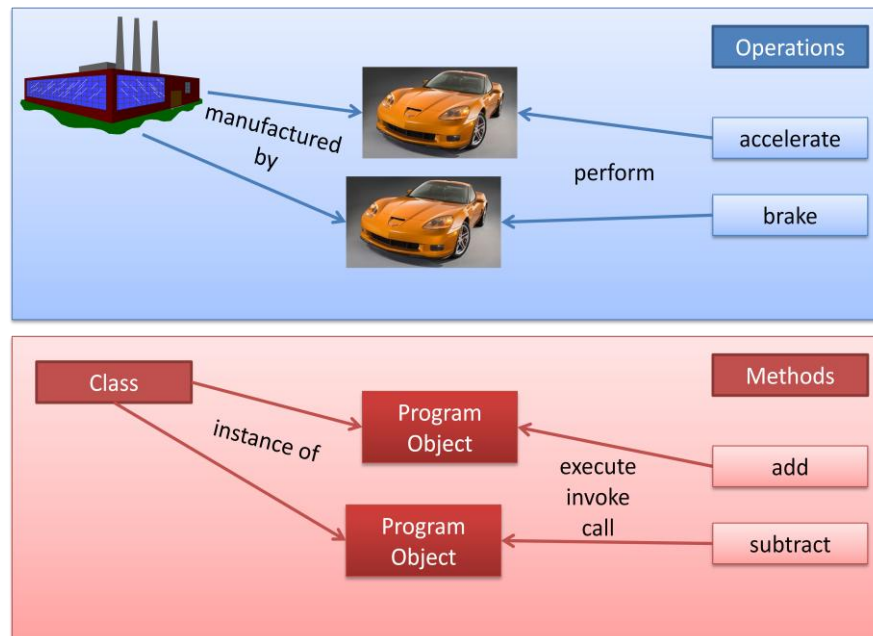 Operations
manufactured
by
accelerate
perform
brake
Class
Methods
instance of
Program
Object
execute
invoke
call
add
Program
Object
subtract